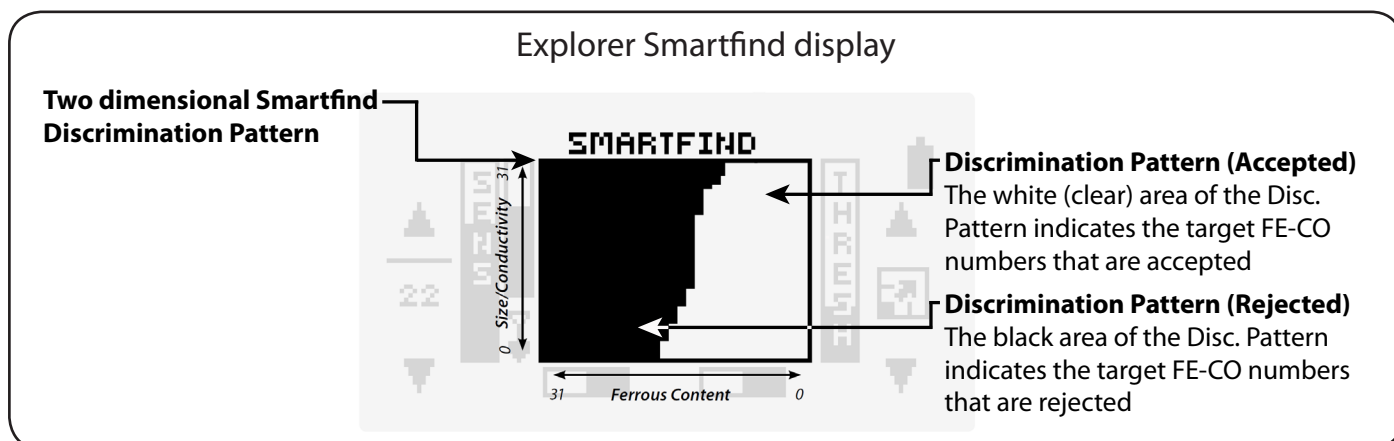 Explorer Smartfind display
Two dimensional Smartfind
Discrimination Pattern
SMARTFIND
SENS
22
31
Size/Conductivity
0
31
Ferrous Content
0
THRESH
Discrimination Pattern (Accepted)
The white (clear) area of the Disc.
Pattern indicates the target FE-CO
numbers that are accepted
Discrimination Pattern (Rejected)
The black area of the Disc. Pattern
indicates the target FE-CO numbers
that are rejected